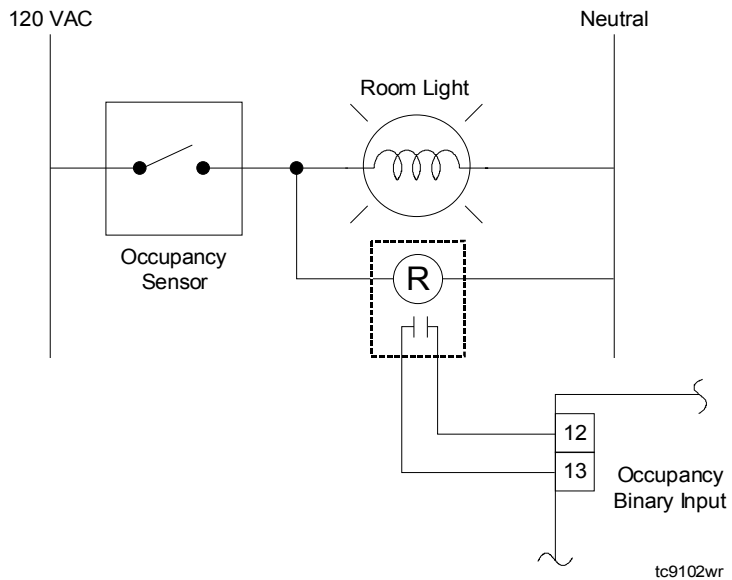 120 VAC
Neutral
Room Light
Occupancy
Sensor
R
12
13
Occupancy
Binary Input
tc9102wr